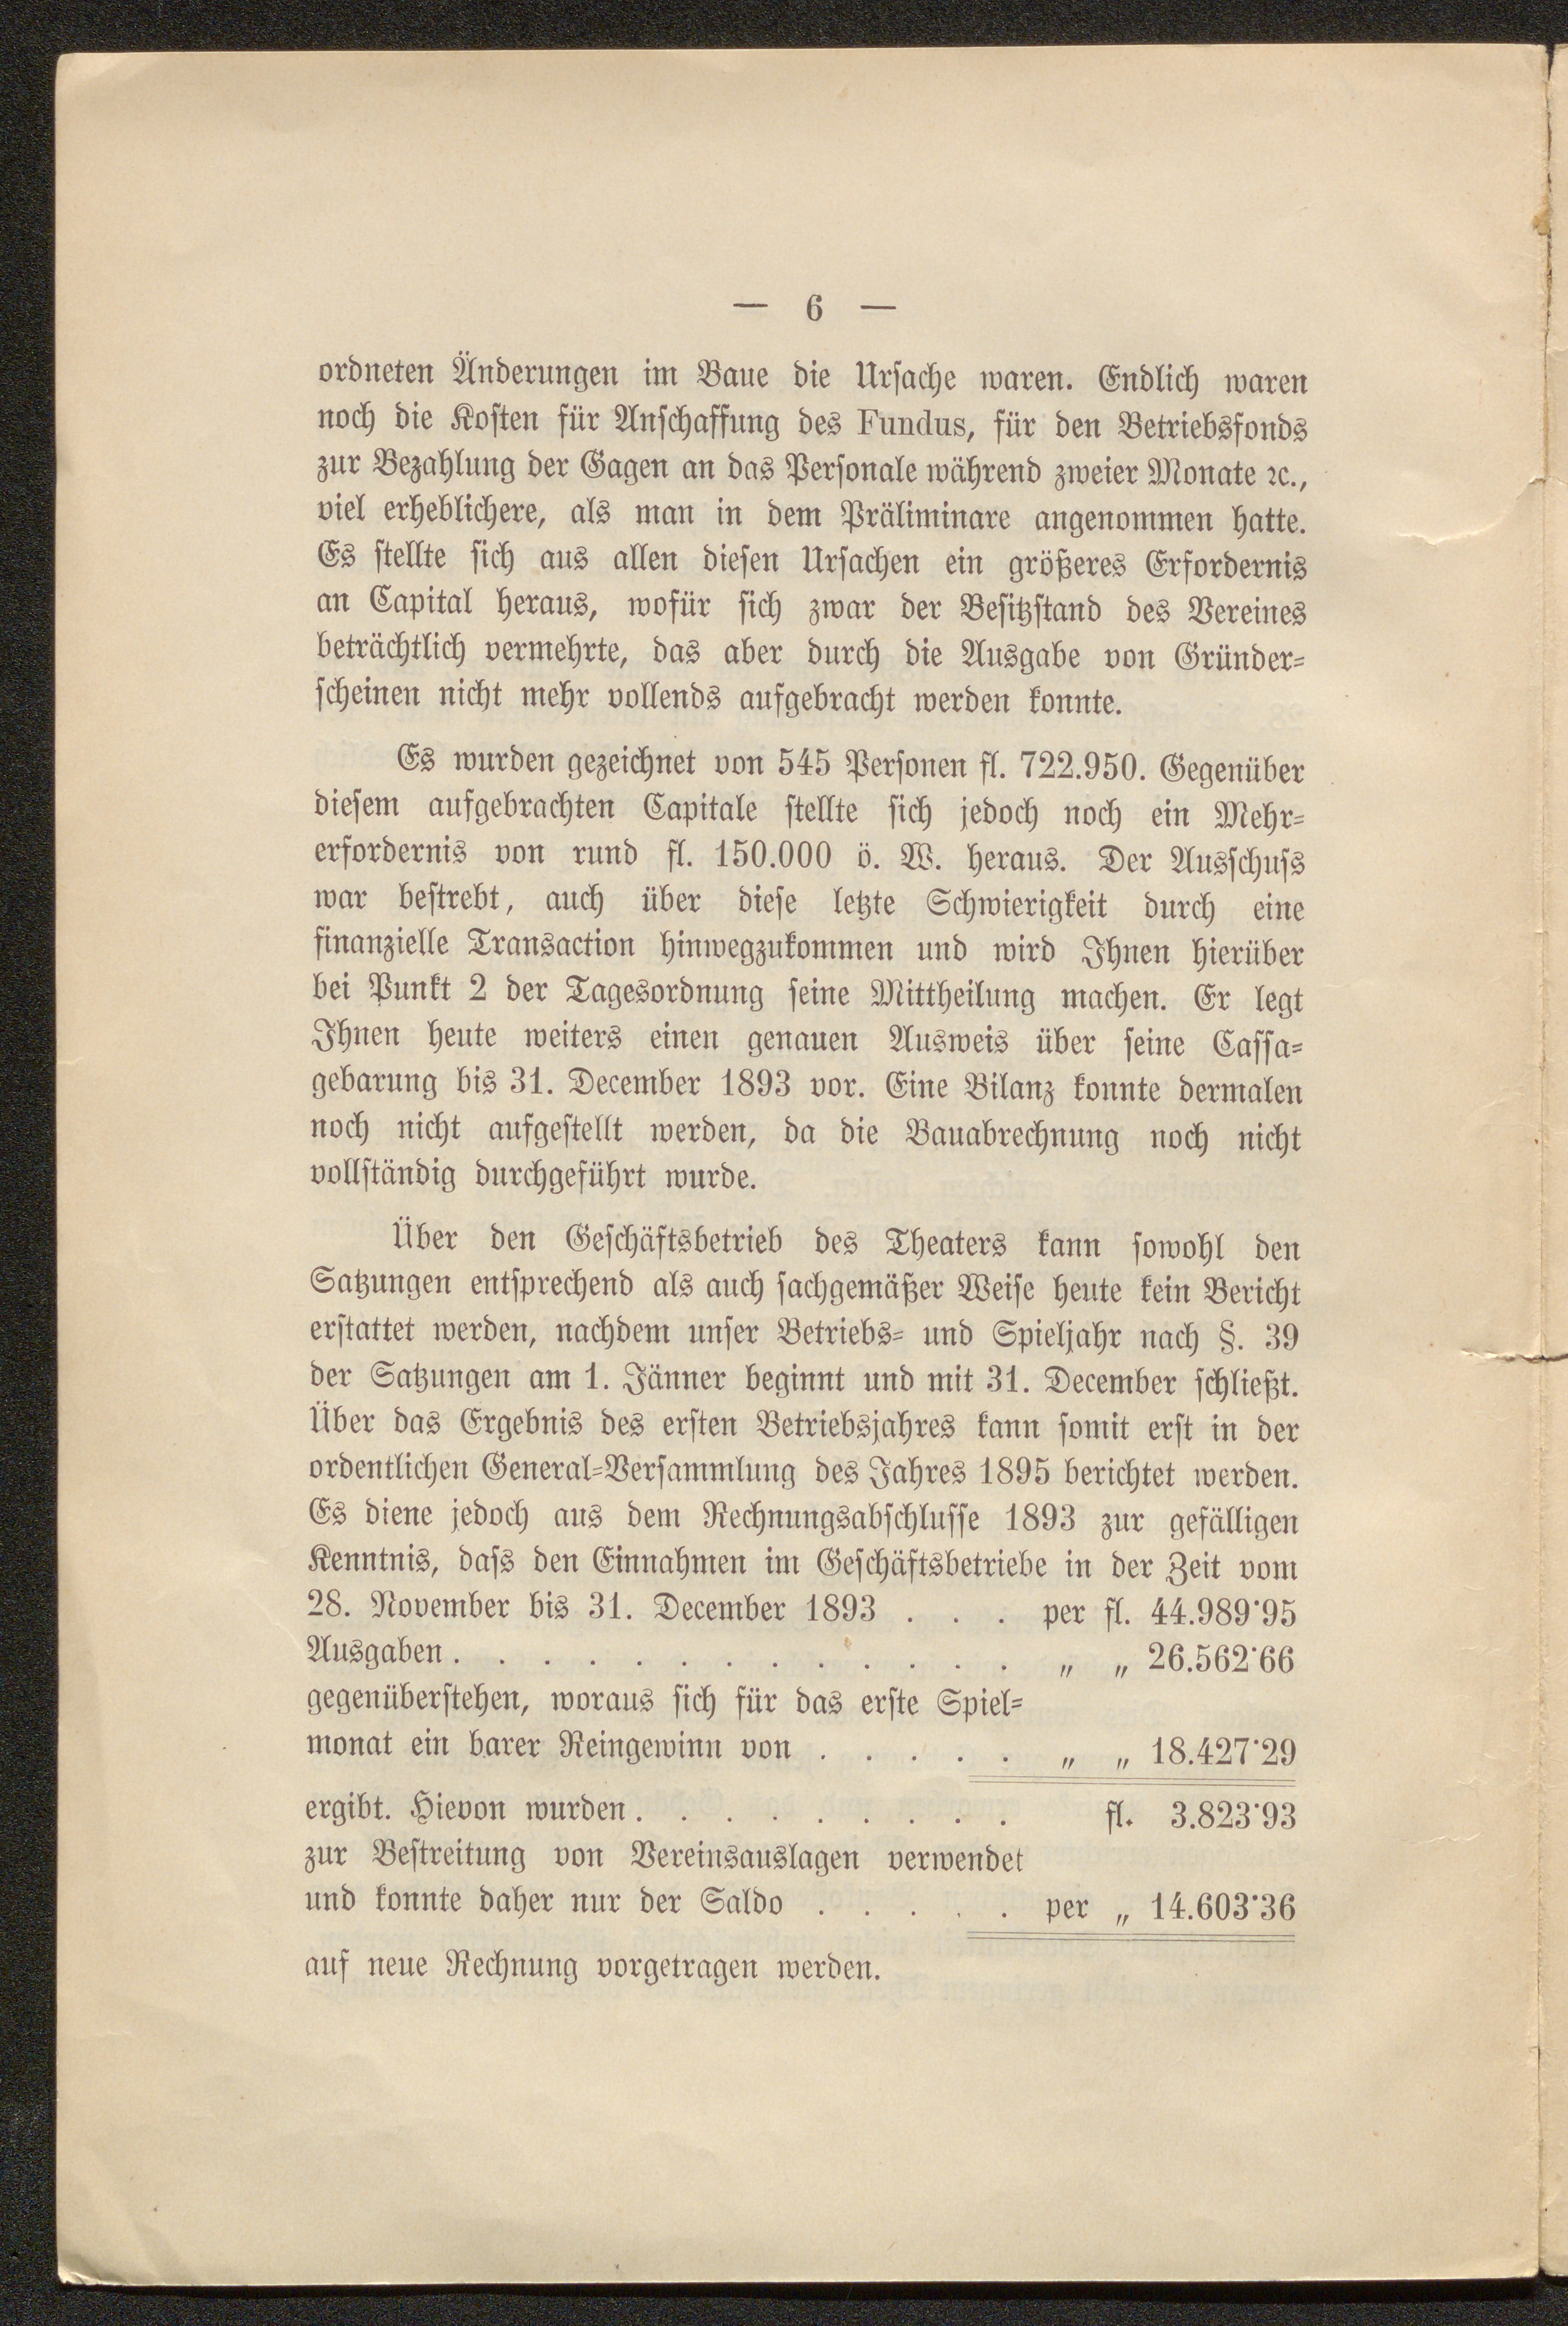 — 6 —
ordneten Änderungen im Baue die Ursache waren. Endlich waren
noch die Kosten für Anschaffung des Fundus, für den Betriebsfonds
zur Bezahlung der Gagen an das Personale während zweier Monate ꝛc.,
viel erheblichere, als man in dem Präliminare angenommen hatte.
Es stellte sich aus allen diesen Ursachen ein größeres Erfordernis
an Capital heraus, wofür sich zwar der Besitzstand des Vereines
beträchtlich vermehrte, das aber durch die Ausgabe von Gründer-
scheinen nicht mehr vollends aufgebracht werden konnte.
Es wurden gezeichnet von 545 Personen fl. 722.950. Gegenüber
diesem aufgebrachten Capitale stellte sich jedoch noch ein Mehr-
erfordernis von rund fl. 150.000 ö. W. heraus. Der Ausschuss
war bestrebt, auch über diese letzte Schwierigkeit durch eine
finanzielle Transaction hinwegzukommen und wird Ihnen hierüber
bei Punkt 2 der Tagesordnung seine Mittheilung machen. Er legt
Ihnen heute weiters einen genauen Ausweis über seine Cassa-
gebarung bis 31. December 1893 vor. Eine Bilanz konnte dermalen
noch nicht aufgestellt werden, da die Bauabrechnung noch nicht
vollständig durchgeführt wurde.
Über den Geschäftsbetrieb des Theaters kann sowohl den
Satzungen entsprechend als auch sachgemäßer Weise heute kein Bericht
erstattet werden, nachdem unser Betriebs- und Spieljahr nach §. 39
der Satzungen am 1. Jänner beginnt und mit 31. December schließt.
Über das Ergebnis des ersten Betriebsjahres kann somit erst in der
ordentlichen General-Versammlung des Jahres 1895 berichtet werden.
Es diene jedoch aus dem Rechnungsabschlusse 1893 zur gefälligen
Kenntnis, dass den Einnahmen im Geschäftsbetriebe in der Zeit vom
28. November bis 31. December 1893 . . . per fl. 44.989·95
Ausgaben . . . . . . . . . . . . . „ „ 26.562·66
gegenüberstehen, woraus sich für das erste Spiel-
monat ein barer Reingewinn von . . . . . „ „ 18.427·29
ergibt. Hievon wurden . . . . . . . . . fl. 3.823·93
zur Bestreitung von Vereinsauslagen verwendet
und konnte daher nur der Saldo . . . . . per „ 14.603·36
auf neue Rechnung vorgetragen werden.